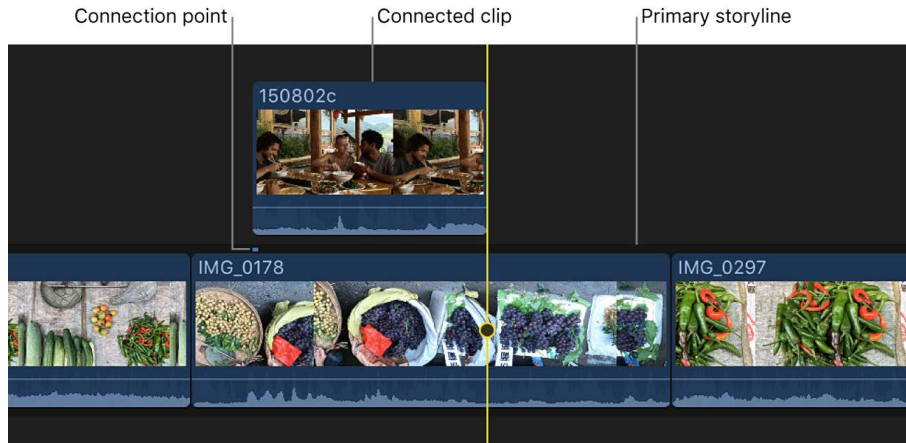 Connection point
Connected clip
Primary storyline
150802c
IMG_0178
IMG_0297